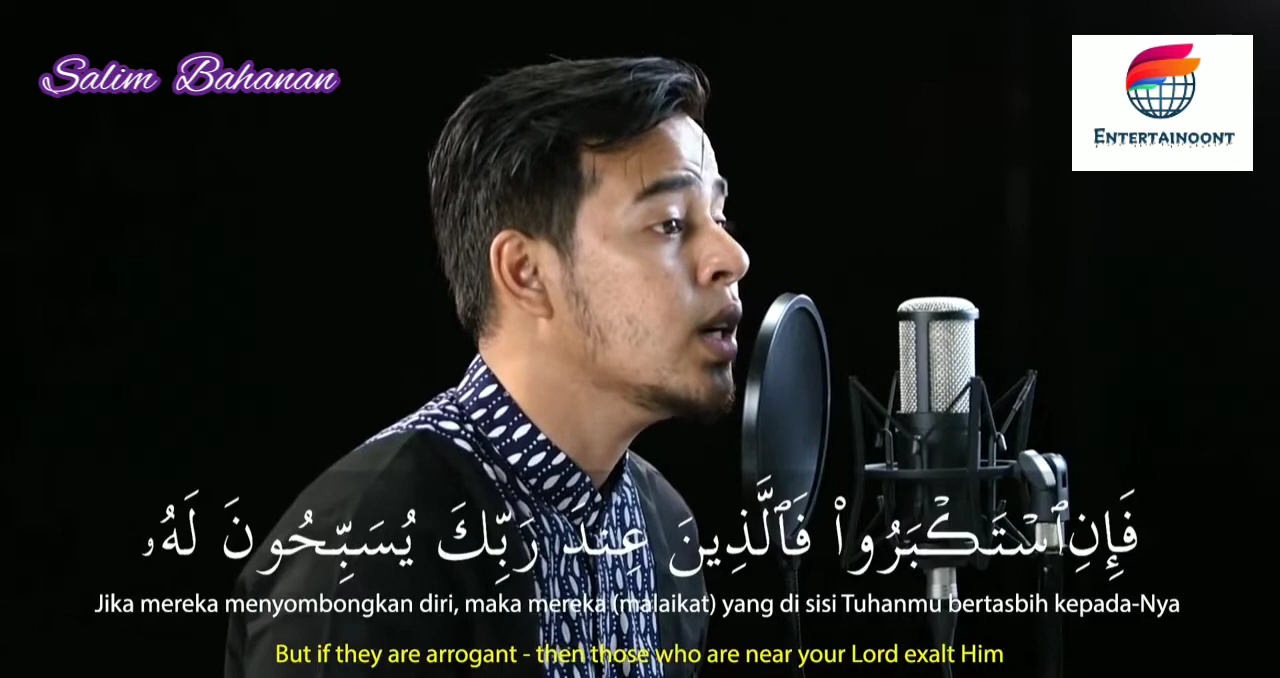 Salim Bahanan
ENTERTAINOONT
فَإِنِ ٱسْتَكْبَرُوا۟ فَٱلَّذِينَ عِندَ رَبِّكَ يُسَبِّحُونَ لَهُۥ
Jika mereka menyombongkan diri, maka mereka (malaikat) yang di sisi Tuhanmu bertasbih kepada-Nya
But if they are arrogant - then those who are near your Lord exalt Him